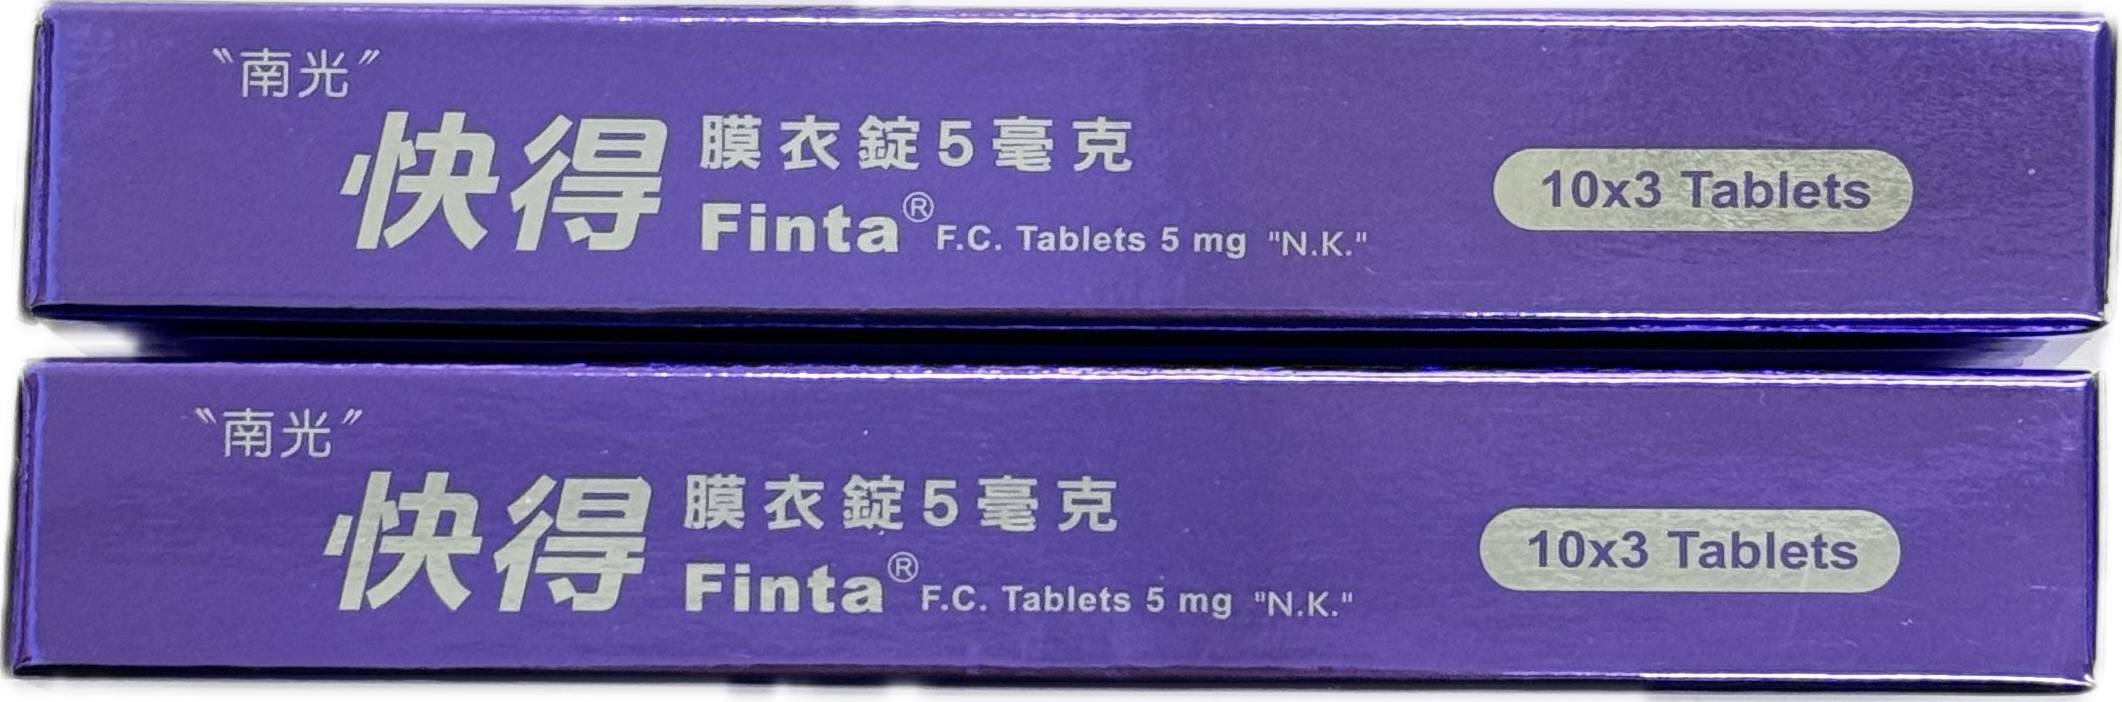 〝南光〞
快得 膜衣錠5毫克
Finta® F.C. Tablets 5 mg "N.K."
10x3 Tablets
〝南光〞
快得 膜衣錠5毫克
Finta® F.C. Tablets 5 mg "N.K."
10x3 Tablets